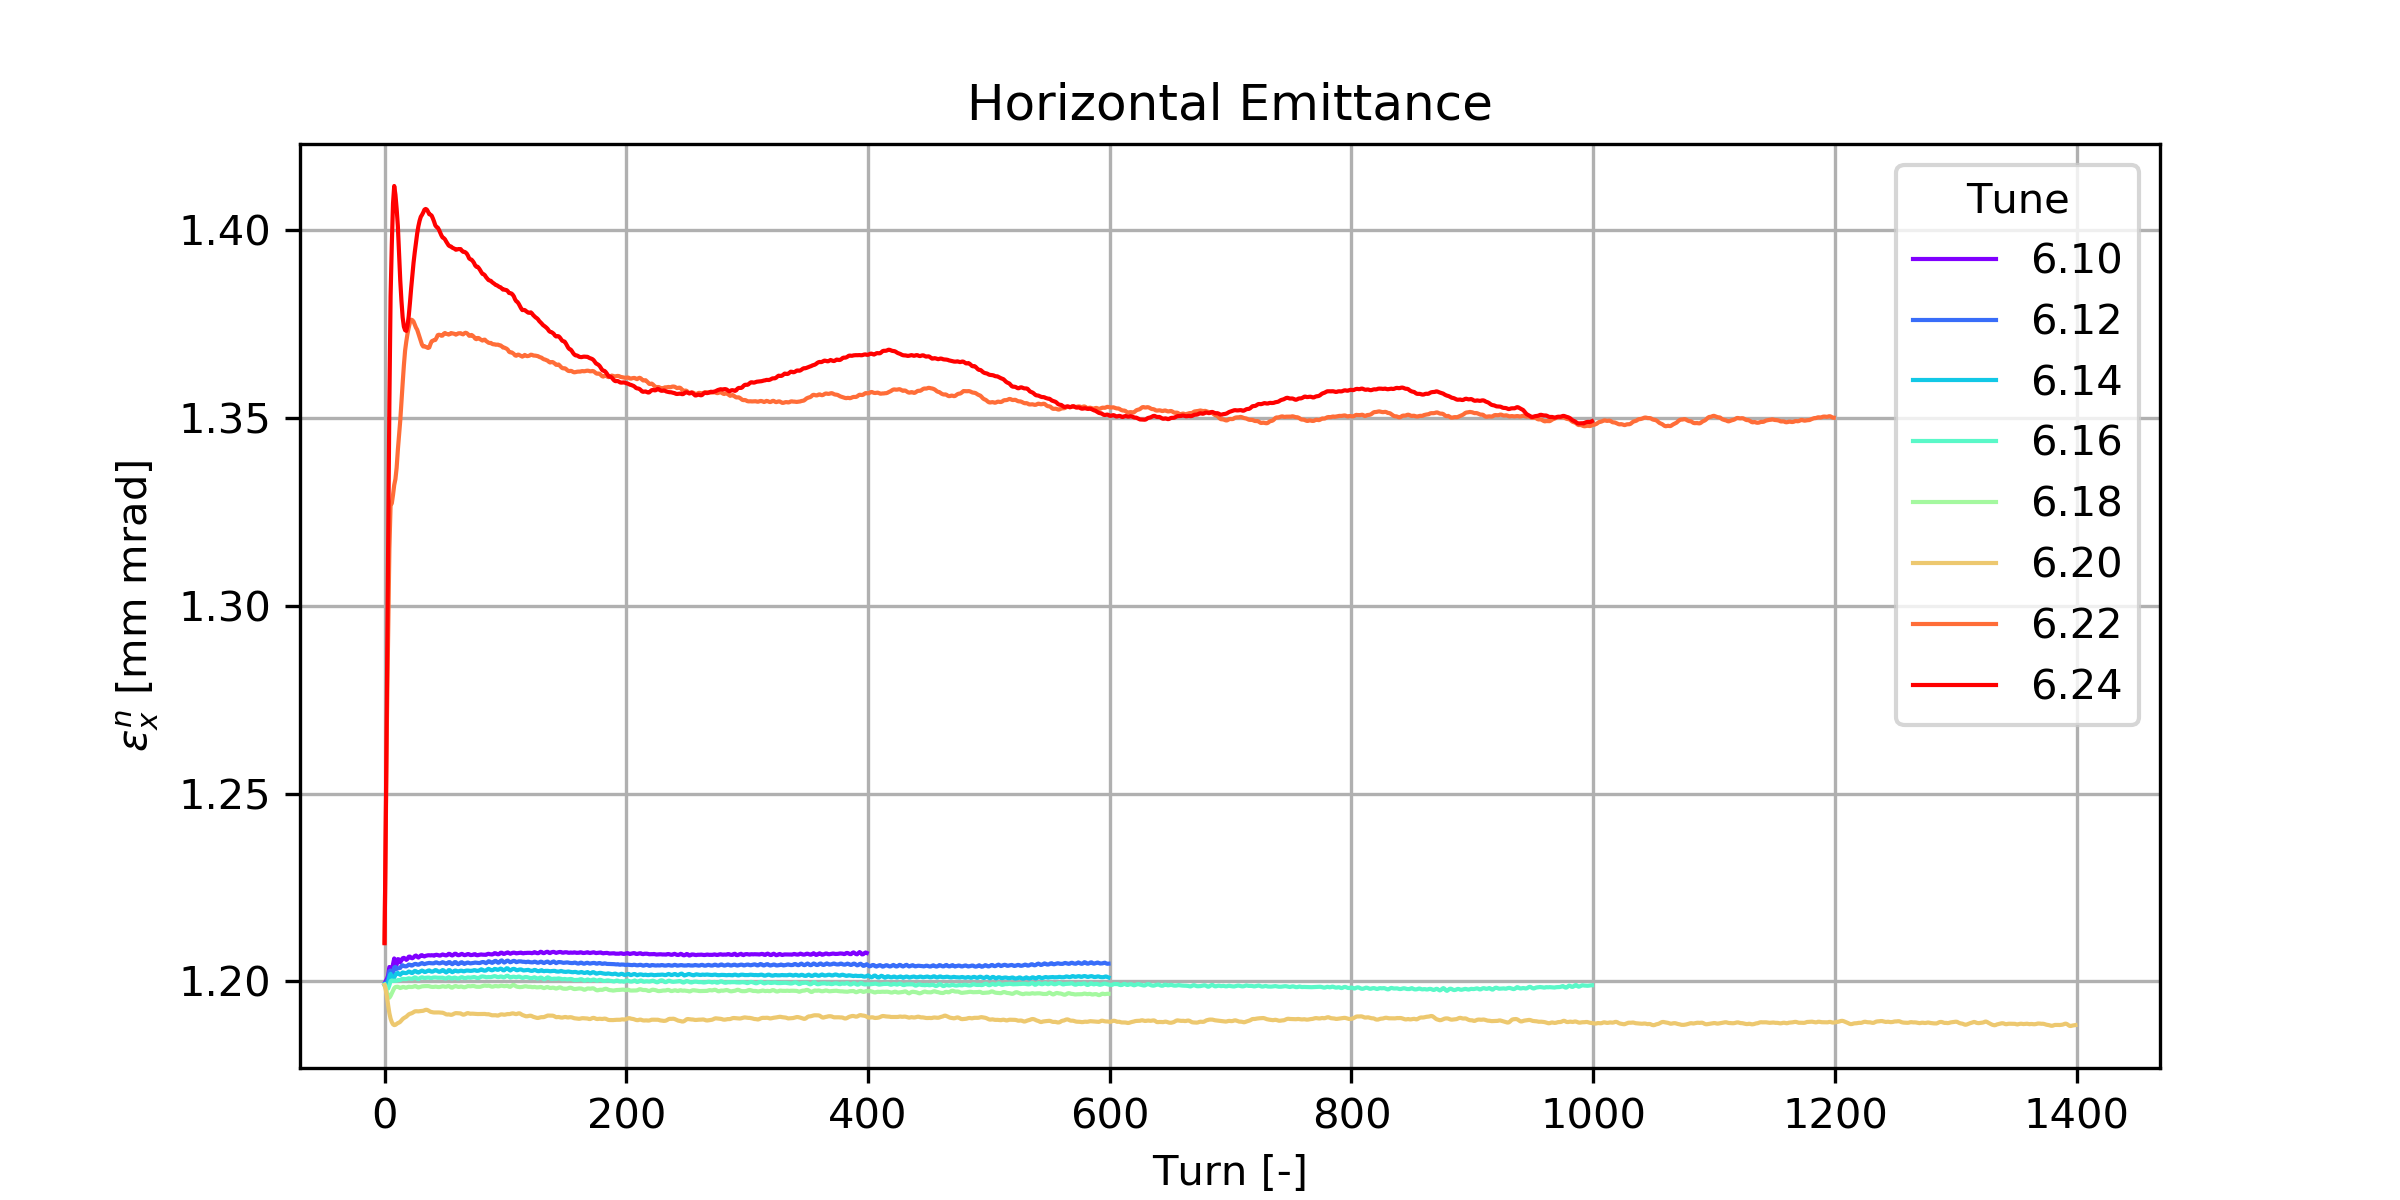 Horizontal Emittance
ε_x^n [mm mrad]
1.40
1.35
1.30
1.25
1.20
0 200 400 600 800 1000 1200 1400
Turn [-]
Tune
6.10
6.12
6.14
6.16
6.18
6.20
6.22
6.24